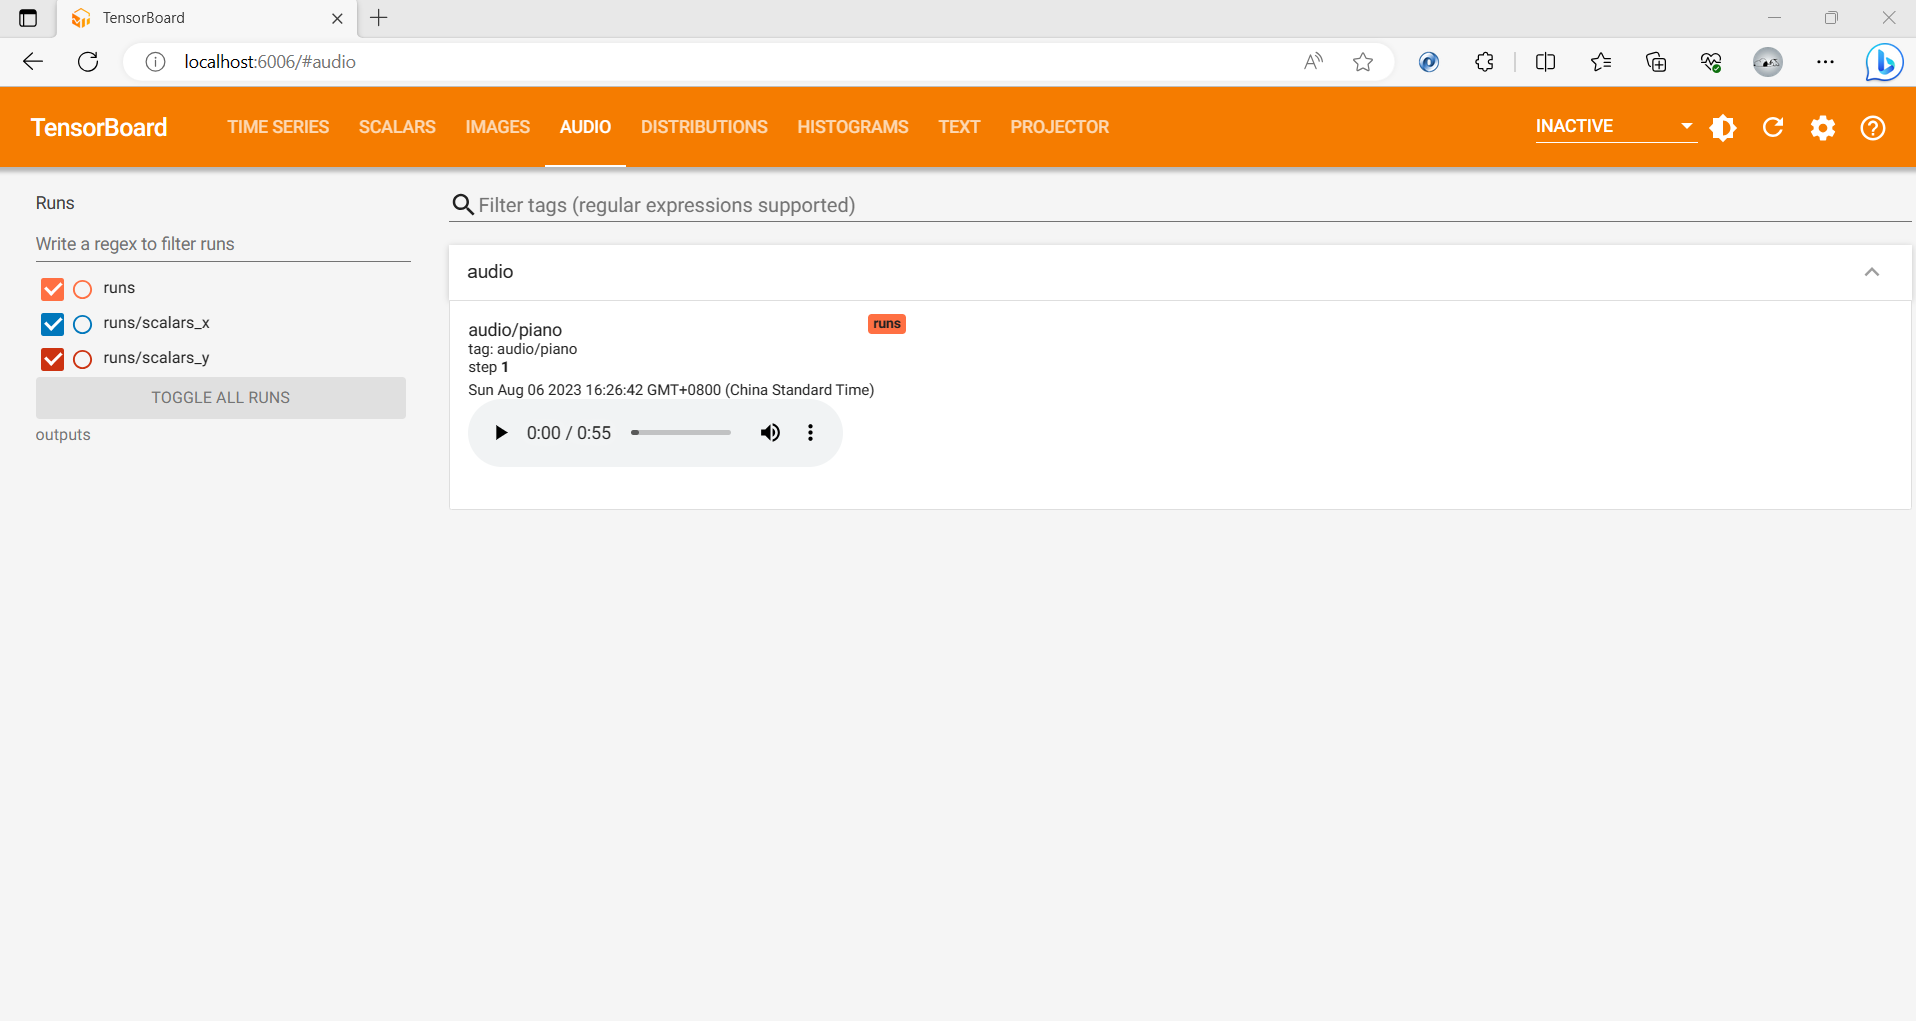 TensorBoard
localhost:6006/#audio
TensorBoard TIME SERIES SCALARS IMAGES AUDIO DISTRIBUTIONS HISTOGRAMS TEXT PROJECTOR INACTIVE
Runs
Write a regex to filter runs
runs
runs/scalars_x
runs/scalars_y
TOGGLE ALL RUNS
outputs
Filter tags (regular expressions supported)
audio
audio/piano runs
tag: audio/piano
step 1
Sun Aug 06 2023 16:26:42 GMT+0800 (China Standard Time)
0:00 / 0:55